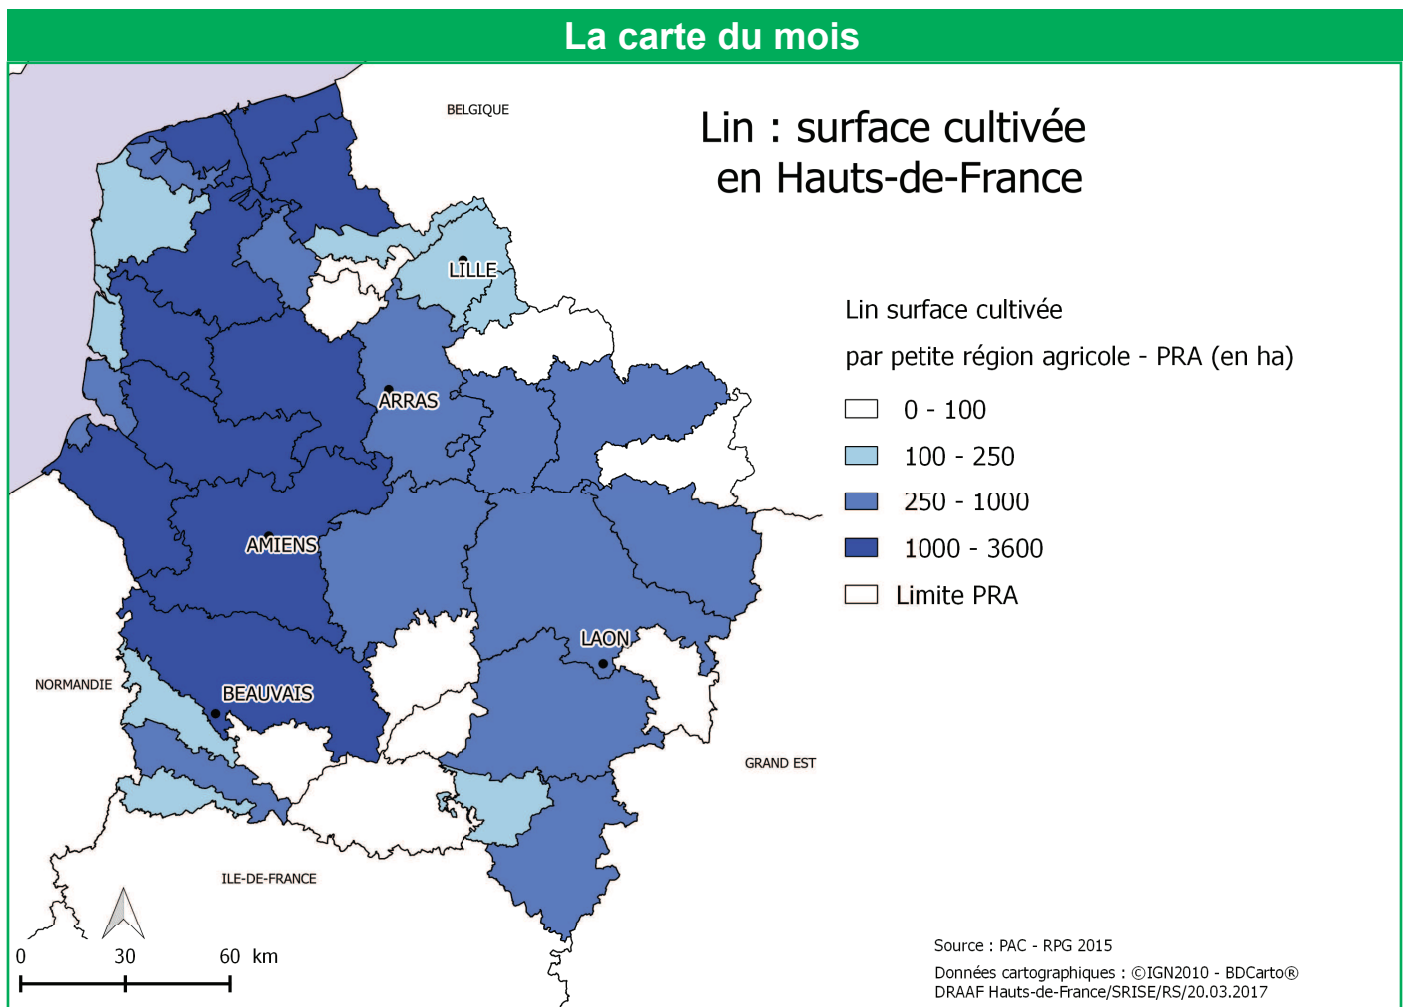 La carte du mois
BELGIQUE
Lin : surface cultivée
en Hauts-de-France
LILLE
Lin surface cultivée
par petite région agricole - PRA (en ha)
ARRAS
0 - 100
100 - 250
250 - 1000
1000 - 3600
Limite PRA
AMIENS
LAON
NORMANDIE
BEAUVAIS
GRAND EST
ILE-DE-FRANCE
0 30 60 km
Source : PAC - RPG 2015
Données cartographiques : ©IGN2010 - BDCarto®
DRAAF Hauts-de-France/SRISE/RS/20.03.2017